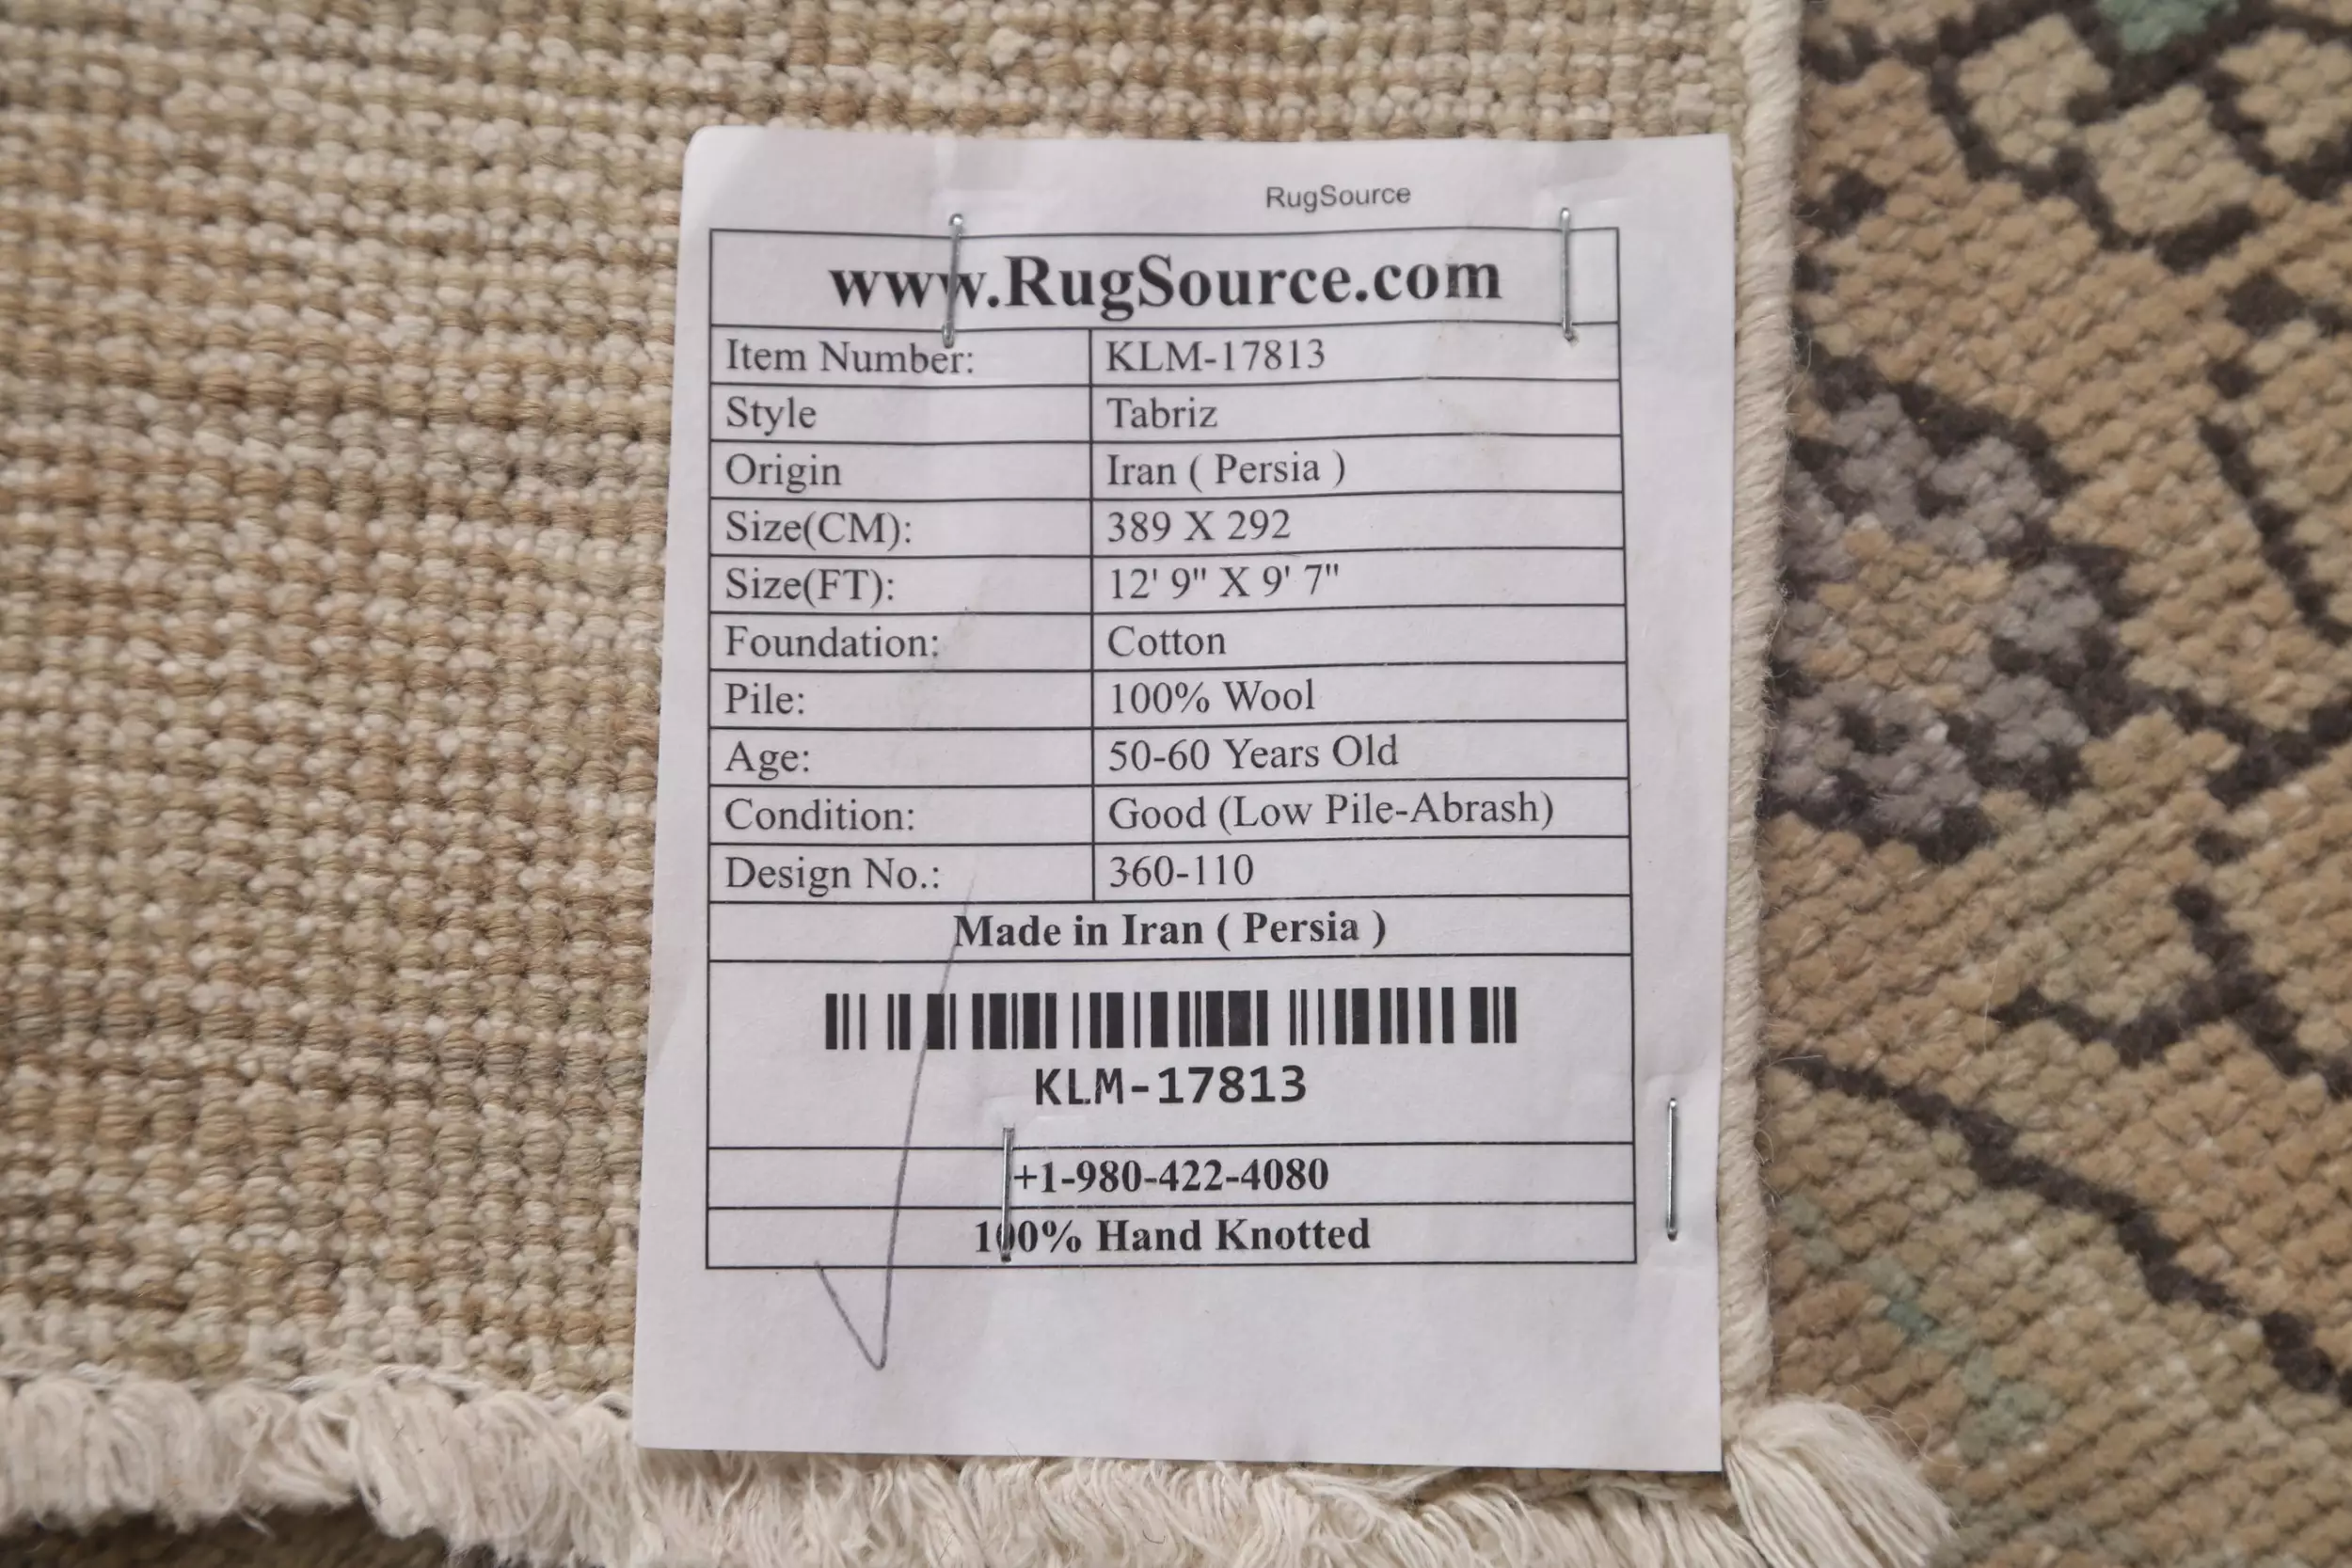 RugSource
www.RugSource.com
Item Number: KLM-17813
Style Tabriz
Origin Iran ( Persia )
Size(CM): 389 X 292
Size(FT): 12' 9" X 9' 7"
Foundation: Cotton
Pile: 100% Wool
Age: 50-60 Years Old
Condition: Good (Low Pile-Abrash)
Design No.: 360-110
Made in Iran ( Persia )
KLM-17813
+1-980-422-4080
100% Hand Knotted